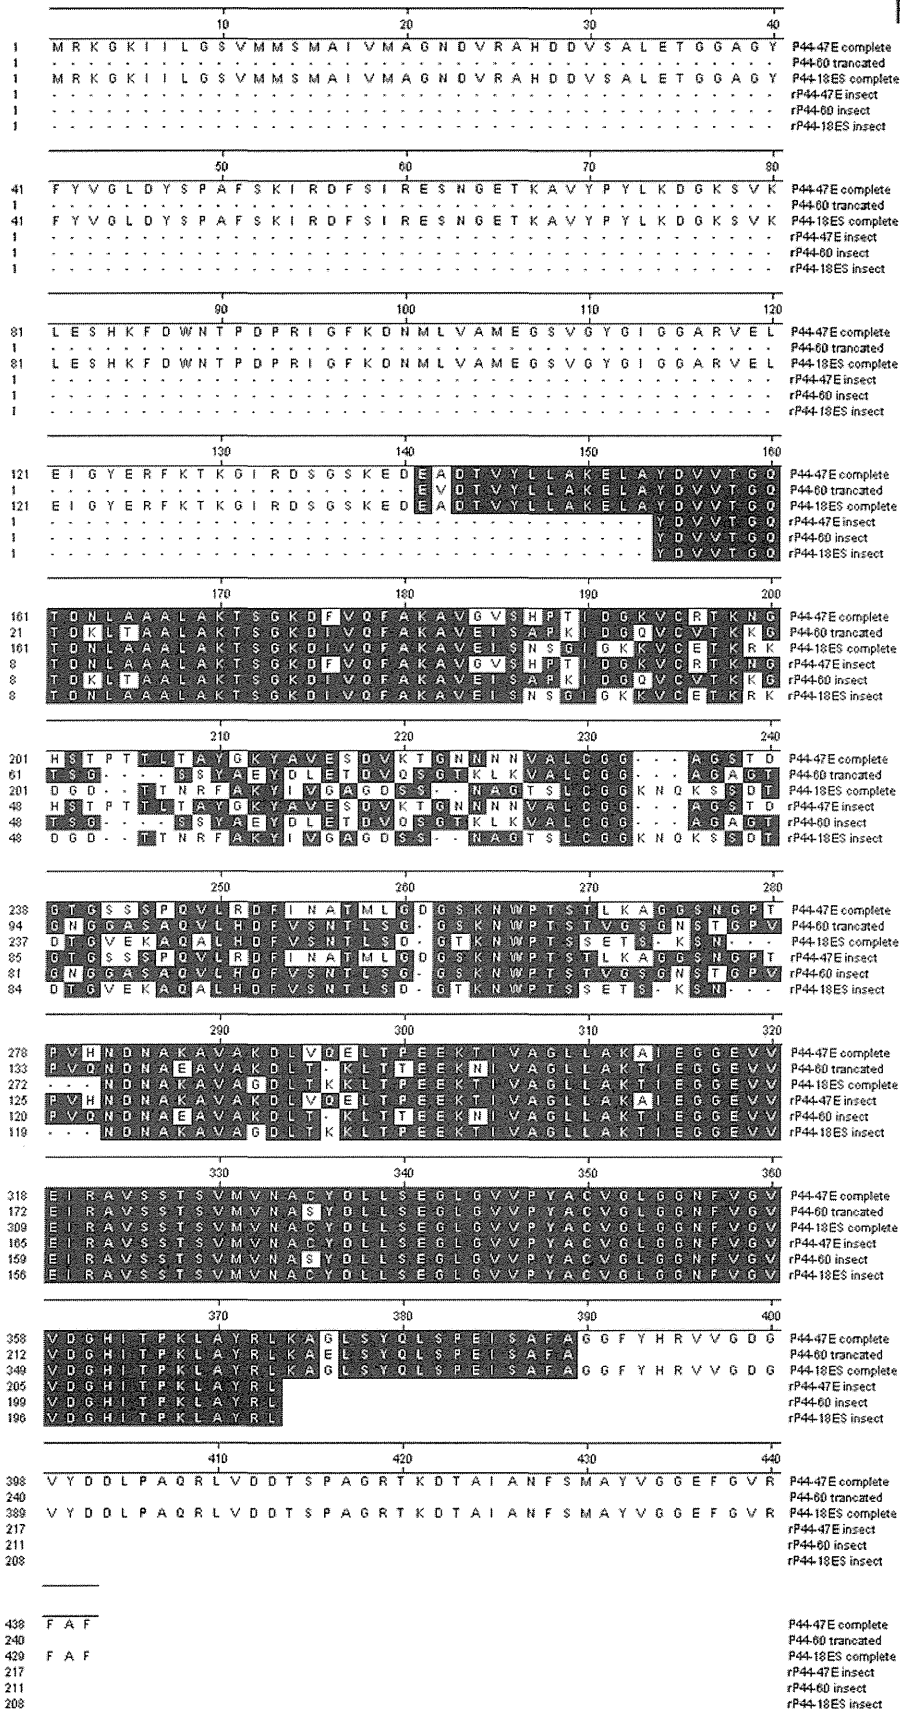 10 20 30 40
1 M R K G K I I L G S V M M S M A I V M A G N D V R A H D D V S A L E T G G A G Y P44-47E complete
1 . . . . . . . . . . . . . . . . . . . . . . . . . . . . . . . . . . . . . . . . P44-60 trancated
1 M R K G K I I L G S V M M S M A I V M A G N D V R A H D D V S A L E T G G A G Y P44-18ES complete
1 . . . . . . . . . . . . . . . . . . . . . . . . . . . . . . . . . . . . . . . . rP44-47E insect
1 . . . . . . . . . . . . . . . . . . . . . . . . . . . . . . . . . . . . . . . . rP44-60 insect
1 . . . . . . . . . . . . . . . . . . . . . . . . . . . . . . . . . . . . . . . . rP44-18ES insect
50 60 70 80
41 F Y V G L D Y S P A F S K I R D F S I R E S N G E T K A V Y P Y L K D G K S V K P44-47E complete
1 . . . . . . . . . . . . . . . . . . . . . . . . . . . . . . . . . . . . . . . . P44-60 trancated
41 F Y V G L D Y S P A F S K I R D F S I R E S N G E T K A V Y P Y L K D G K S V K P44-18ES complete
1 . . . . . . . . . . . . . . . . . . . . . . . . . . . . . . . . . . . . . . . . rP44-47E insect
1 . . . . . . . . . . . . . . . . . . . . . . . . . . . . . . . . . . . . . . . . rP44-60 insect
1 . . . . . . . . . . . . . . . . . . . . . . . . . . . . . . . . . . . . . . . . rP44-18ES insect
90 100 110 120
81 L E S H K F D W N T P D P R I G F K D N M L V A M E G S V G Y G I G G A R V E L P44-47E complete
1 . . . . . . . . . . . . . . . . . . . . . . . . . . . . . . . . . . . . . . . . P44-60 trancated
81 L E S H K F D W N T P D P R I G F K D N M L V A M E G S V G Y G I G G A R V E L P44-18ES complete
1 . . . . . . . . . . . . . . . . . . . . . . . . . . . . . . . . . . . . . . . . rP44-47E insect
1 . . . . . . . . . . . . . . . . . . . . . . . . . . . . . . . . . . . . . . . . rP44-60 insect
1 . . . . . . . . . . . . . . . . . . . . . . . . . . . . . . . . . . . . . . . . rP44-18ES insect
130 140 150 160
121 E I G Y E R F K T K G I R D S G S K E D E A D T V Y L L A K E L A Y D V V T G Q P44-47E complete
1 . . . . . . . . . . . . . . . . . . . . E V D T V Y L L A K E L A Y D V V T G Q P44-60 trancated
121 E I G Y E R F K T K G I R D S G S K E D E A D T V Y L L A K E L A Y D V V T G Q P44-18ES complete
1 . . . . . . . . . . . . . . . . . . . . . . . . . . . . . . . . . Y D V V T G Q rP44-47E insect
1 . . . . . . . . . . . . . . . . . . . . . . . . . . . . . . . . . Y D V V T G Q rP44-60 insect
1 . . . . . . . . . . . . . . . . . . . . . . . . . . . . . . . . . Y D V V T G Q rP44-18ES insect
170 180 190 200
161 T D N L A A A L A K T S G K D F V Q F A K A V G V S H P T I D G K V C R T K N G P44-47E complete
21 T D K L T A A L A K T S G K D I V Q F A K A V E I S A P K I D G Q V C V T K K G P44-60 trancated
161 T D N L A A A L A K T S G K D I V Q F A K A V E I S N S G I G K K V C E T K R K P44-18ES complete
8 T D N L A A A L A K T S G K D F V Q F A K A V G V S H P T I D G K V C R T K N G rP44-47E insect
8 T D K L T A A L A K T S G K D I V Q F A K A V E I S A P K I D G Q V C V T K K G rP44-60 insect
8 T D N L A A A L A K T S G K D I V Q F A K A V E I S N S G I G K K V C E T K R K rP44-18ES insect
210 220 230 240
201 H S T P T T L T A Y G K Y A V E S D V K T G N N N N V A L C G G - - - A G S T D P44-47E complete
61 T S G - - - - S S Y A E Y D L E T D V Q S G T K L K V A L C G G - - - A G A G T P44-60 trancated
201 D G D - - T T N R F A K Y I V G A G D S S - - N A G T S L C G G K N Q K S S D T P44-18ES complete
48 H S T P T T L T A Y G K Y A V E S D V K T G N N N N V A L C G G - - - A G S T D rP44-47E insect
48 T S G - - - - S S Y A E Y D L E T D V Q S G T K L K V A L C G G - - - A G A G T rP44-60 insect
48 D G D - - T T N R F A K Y I V G A G D S S - - N A G T S L C G G K N Q K S S D T rP44-18ES insect
250 260 270 280
238 G T G S S S P Q V L R D F I N A T M L G D G S K N W P T S T L K A G G S N G P T P44-47E complete
94 G N G G A S A Q V L H D F V S N T L S G - G S K N W P T S T V G S G N S T G P V P44-60 trancated
237 D T G V E K A Q A L H D F V S N T L S D - G T K N W P T S S E T S - K S N - - - P44-18ES complete
85 G T G S S S P Q V L R D F I N A T M L G D G S K N W P T S T L K A G G S N G P T rP44-47E insect
81 G N G G A S A Q V L H D F V S N T L S G - G S K N W P T S T V G S G N S T G P V rP44-60 insect
84 D T G V E K A Q A L H D F V S N T L S D - G T K N W P T S S E T S - K S N - - - rP44-18ES insect
290 300 310 320
278 P V H N D N A K A V A K D L V Q E L T P E E K T I V A G L L A K A I E G G E V V P44-47E complete
133 P V Q N D N A E A V A K D L T - K L T T E E K N I V A G L L A K T I E G G E V V P44-60 trancated
272 - - - N D N A K A V A G D L T K K L T P E E K T I V A G L L A K T I E G G E V V P44-18ES complete
125 P V H N D N A K A V A K D L V Q E L T P E E K T I V A G L L A K A I E G G E V V rP44-47E insect
120 P V Q N D N A E A V A K D L T - K L T T E E K N I V A G L L A K T I E G G E V V rP44-60 insect
119 - - - N D N A K A V A G D L T K K L T P E E K T I V A G L L A K T I E G G E V V rP44-18ES insect
330 340 350 360
318 E I R A V S S T S V M V N A C Y D L L S E G L G V V P Y A C V G L G G N F V G V P44-47E complete
172 E I R A V S S T S V M V N A S Y D L L S E G L G V V P Y A C V G L G G N F V G V P44-60 trancated
309 E I R A V S S T S V M V N A C Y D L L S E G L G V V P Y A C V G L G G N F V G V P44-18ES complete
165 E I R A V S S T S V M V N A C Y D L L S E G L G V V P Y A C V G L G G N F V G V rP44-47E insect
159 E I R A V S S T S V M V N A S Y D L L S E G L G V V P Y A C V G L G G N F V G V rP44-60 insect
156 E I R A V S S T S V M V N A C Y D L L S E G L G V V P Y A C V G L G G N F V G V rP44-18ES insect
370 380 390 400
358 V D G H I T P K L A Y R L K A G L S Y Q L S P E I S A F A G G F Y H R V V G D G P44-47E complete
212 V D G H I T P K L A Y R L K A E L S Y Q L S P E I S A F A P44-60 trancated
349 V D G H I T P K L A Y R L K A G L S Y Q L S P E I S A F A G G F Y H R V V G D G P44-18ES complete
205 V D G H I T P K L A Y R L rP44-47E insect
199 V D G H I T P K L A Y R L rP44-60 insect
196 V D G H I T P K L A Y R L rP44-18ES insect
410 420 430 440
398 V Y D D L P A Q R L V D D T S P A G R T K D T A I A N F S M A Y V G G E F G V R P44-47E complete
240 P44-60 trancated
389 V Y D D L P A Q R L V D D T S P A G R T K D T A I A N F S M A Y V G G E F G V R P44-18ES complete
217 rP44-47E insect
211 rP44-60 insect
208 rP44-18ES insect
438 F A F P44-47E complete
240 P44-60 trancated
429 F A F P44-18ES complete
217 rP44-47E insect
211 rP44-60 insect
208 rP44-18ES insect